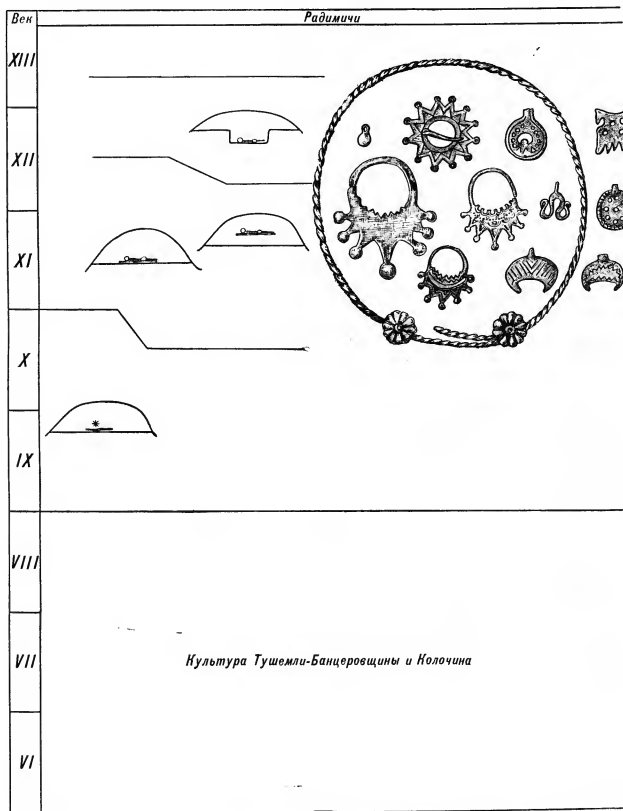 Век
Радимичи
XIII
XII
XI
X
IX
VIII
VII
Культура Тушемли-Банцеровщины и Колочина
VI